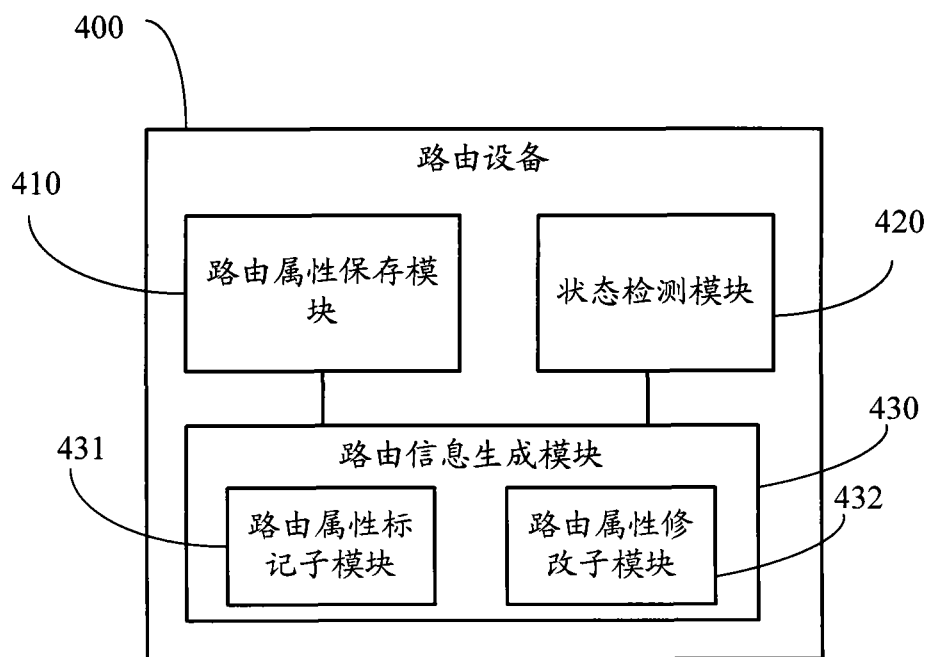 400
路由设备
410
420
路由属性保存模
块
状态检测模块
430
路由信息生成模块
431
432
路由属性标
记子模块
路由属性修
改子模块